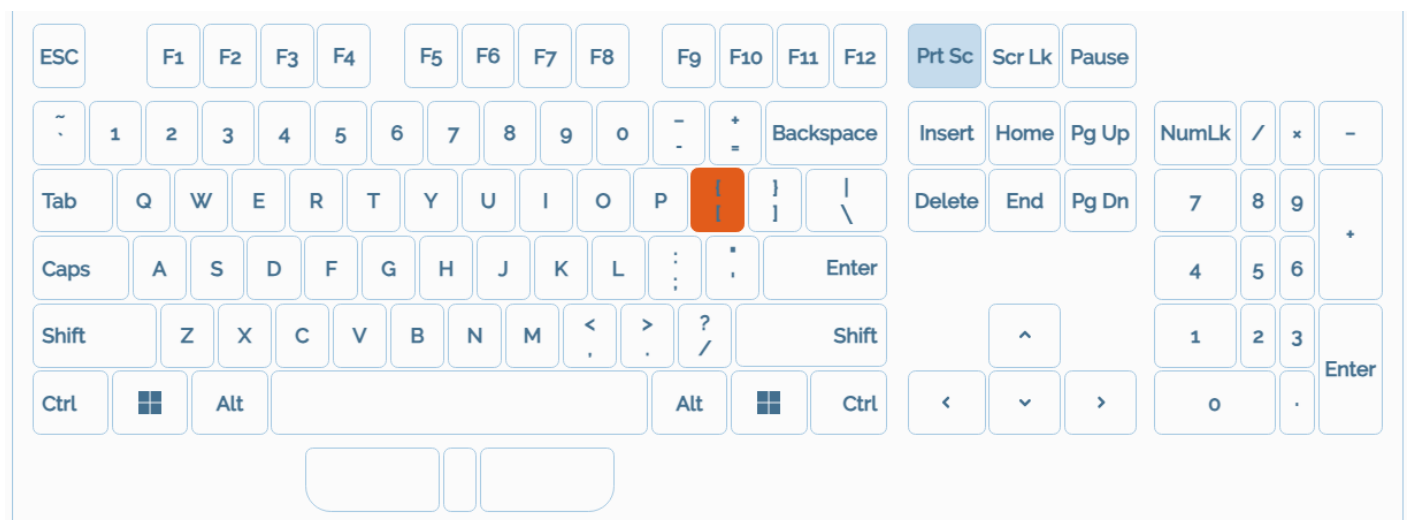 ESC F1 F2 F3 F4 F5 F6 F7 F8 F9 F10 F11 F12 Prt Sc Scr Lk Pause
~ – +
` 1 2 3 4 5 6 7 8 9 0 - = Backspace Insert Home Pg Up NumLk / × –
{ } |
Tab Q W E R T Y U I O P [ ] \ Delete End Pg Dn 7 8 9 +
: "
Caps A S D F G H J K L ; ' Enter 4 5 6
< > ?
Shift Z X C V B N M , . / Shift ^ 1 2 3 Enter
Ctrl Alt Alt Ctrl < ⌄ > 0 .